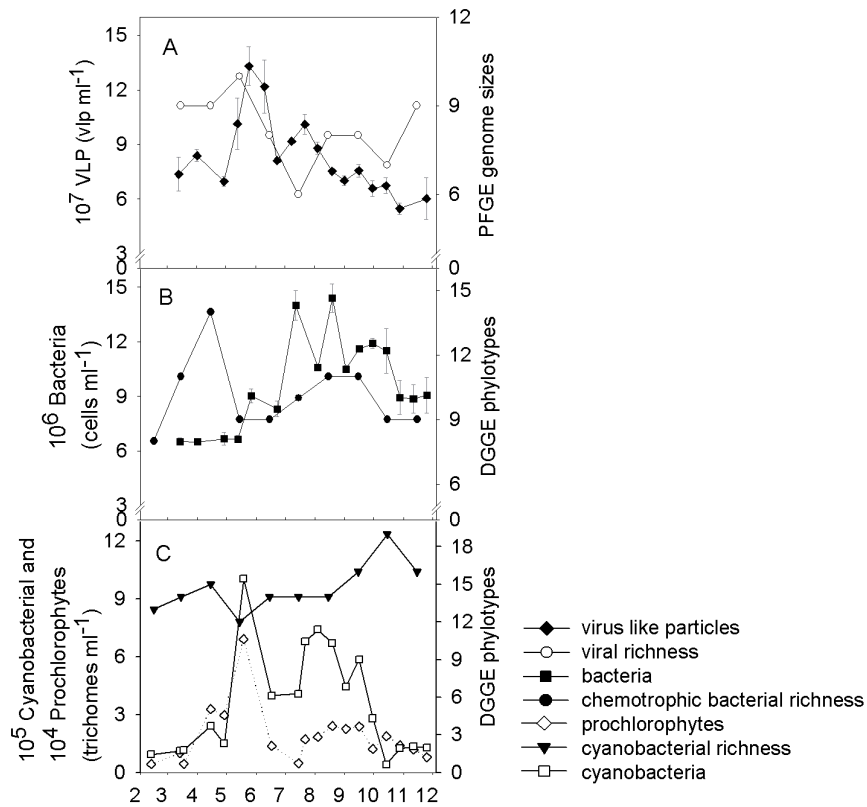 A
15
12
9
6
3
0
10^7 VLP (vlp ml^-1)
12
9
6
0
PFGE genome sizes
B
15
12
9
6
3
0
10^6 Bacteria
(cells ml^-1)
15
12
9
6
0
DGGE phylotypes
C
12
9
6
3
0
10^5 Cyanobacterial and
10^4 Prochlorophytes
(trichomes ml^-1)
18
15
12
9
6
3
0
DGGE phylotypes
2 3 4 5 6 7 8 9 10 11 12
virus like particles
viral richness
bacteria
chemotrophic bacterial richness
prochlorophytes
cyanobacterial richness
cyanobacteria